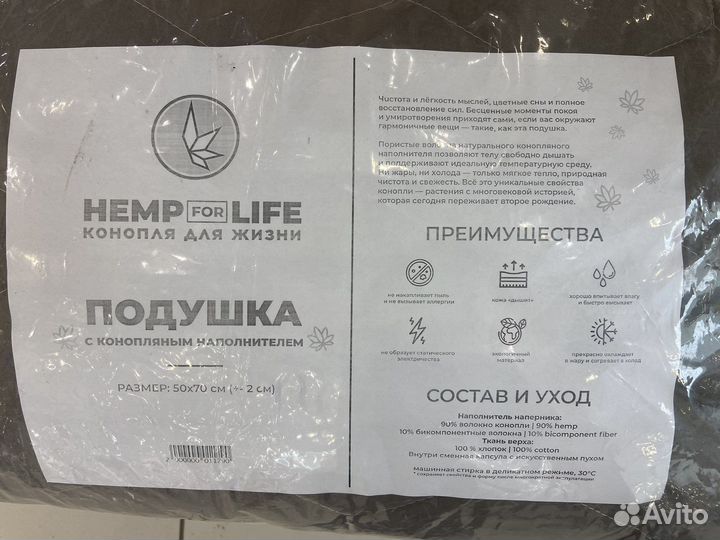 HEMP FOR LIFE
КОНОПЛЯ ДЛЯ ЖИЗНИ
ПОДУШКА
С КОНОПЛЯНЫМ НАПОЛНИТЕЛЕМ
РАЗМЕР: 50х70 см (+- 2 см)
Чистота и лёгкость мыслей, цветные сны и полное
восстановление сил. Бесценные моменты покоя
и умиротворения приходят сами, если вас окружают
гармоничные вещи — такие, как эта подушка.
Пористые волокна натурального конопляного
наполнителя позволяют телу свободно дышать
и поддерживают идеальную температурную среду.
Ни жары, ни холода — только мягкое тепло, природная
чистота и свежесть. Всё это уникальные свойства
конопли — растения с многовековой историей,
которая сегодня переживает второе рождение.
ПРЕИМУЩЕСТВА
не накапливает пыль
и не вызывает аллергии
кожа «дышит»
хорошо впитывает влагу
и быстро высыхает
не образует статического
электричества
экологичный
материал
прекрасно охлаждает
в жару и согревает в холод
СОСТАВ И УХОД
Наполнитель наперника:
90% волокно конопли | 90% hemp
10% бикомпонентные волокна | 10% bicomponent fiber
Ткань верха:
100 % хлопок | 100% cotton
Внутри сменная капсула с искусственным пухом
Машинная стирка в деликатном режиме, 30°С
* сохраняет свойства и форму после многократной эксплуатации
Avito